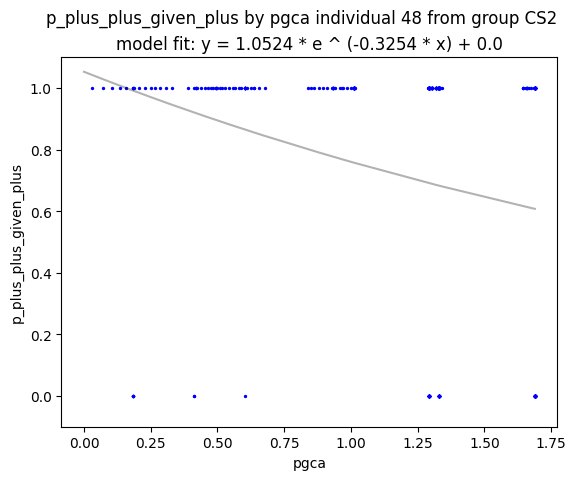 p_plus_plus_given_plus by pgca individual 48 from group CS2
model fit: y = 1.0524 * e ^ (-0.3254 * x) + 0.0
p_plus_plus_given_plus
1.0
0.8
0.6
0.4
0.2
0.0
0.00 0.25 0.50 0.75 1.00 1.25 1.50 1.75
pgca